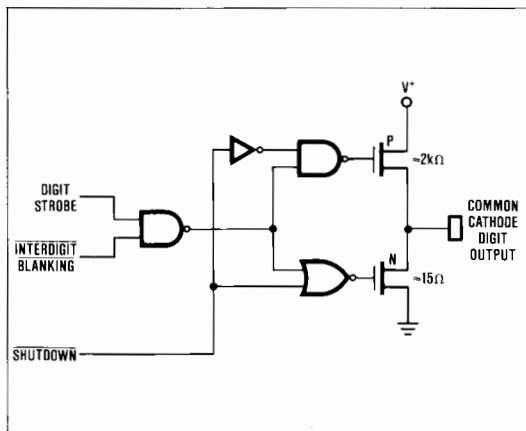 V+
P
≈2kΩ
DIGIT
STROBE
COMMON
CATHODE
DIGIT
OUTPUT
INTERDIGIT
BLANKING
N
≈15Ω
SHUTDOWN